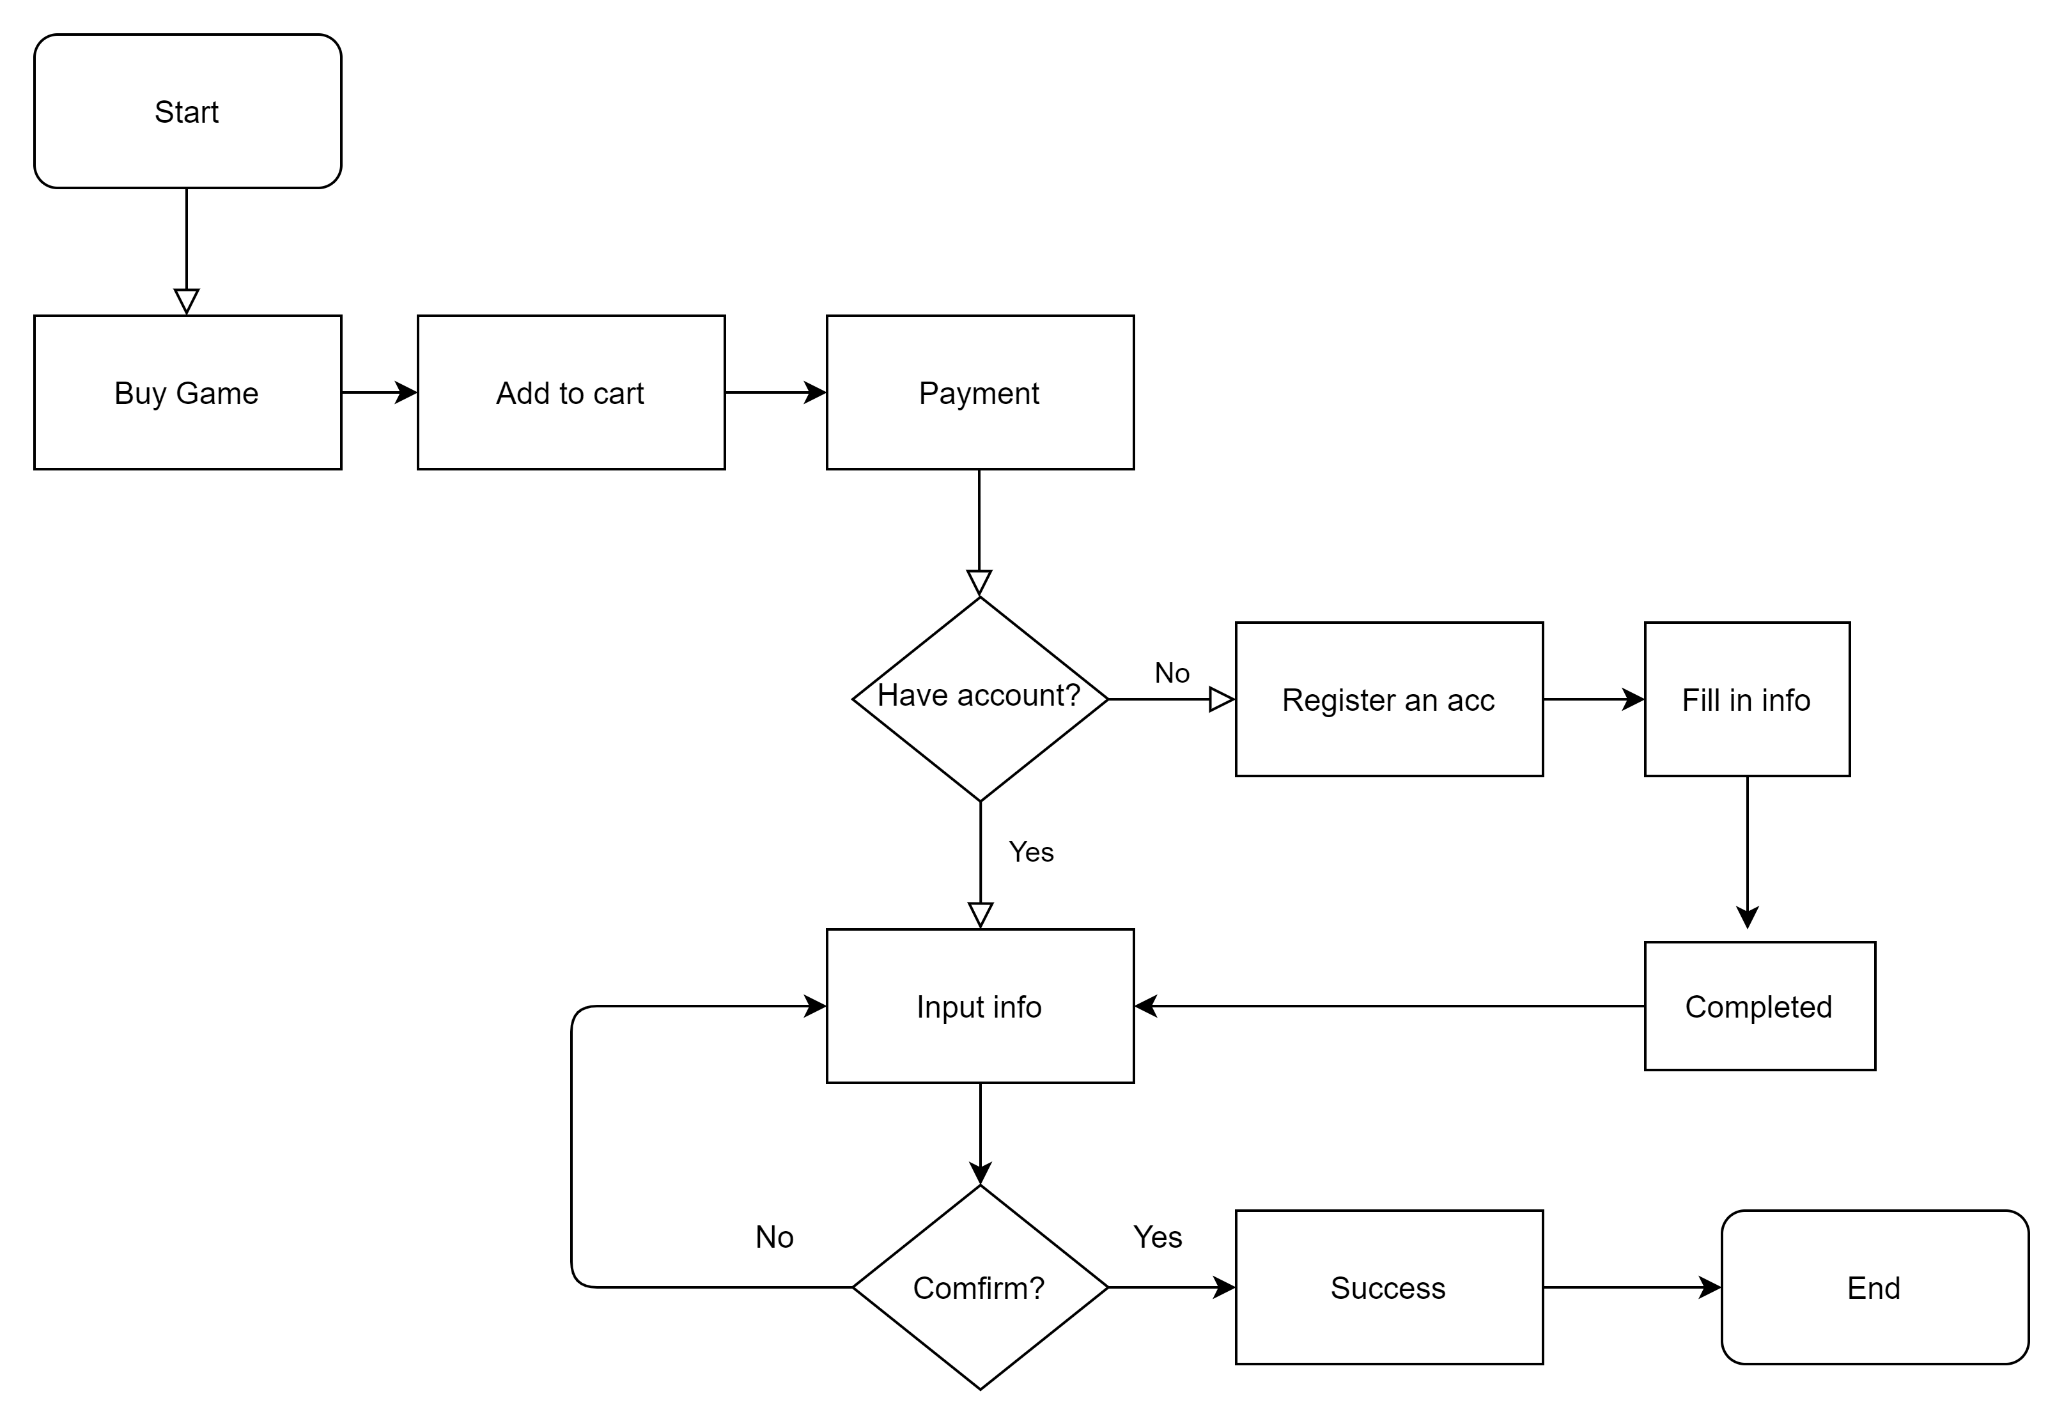 Start
Buy Game
Add to cart
Payment
Have account?
No
Register an acc
Fill in info
Yes
Input info
Completed
No
Yes
Comfirm?
Success
End